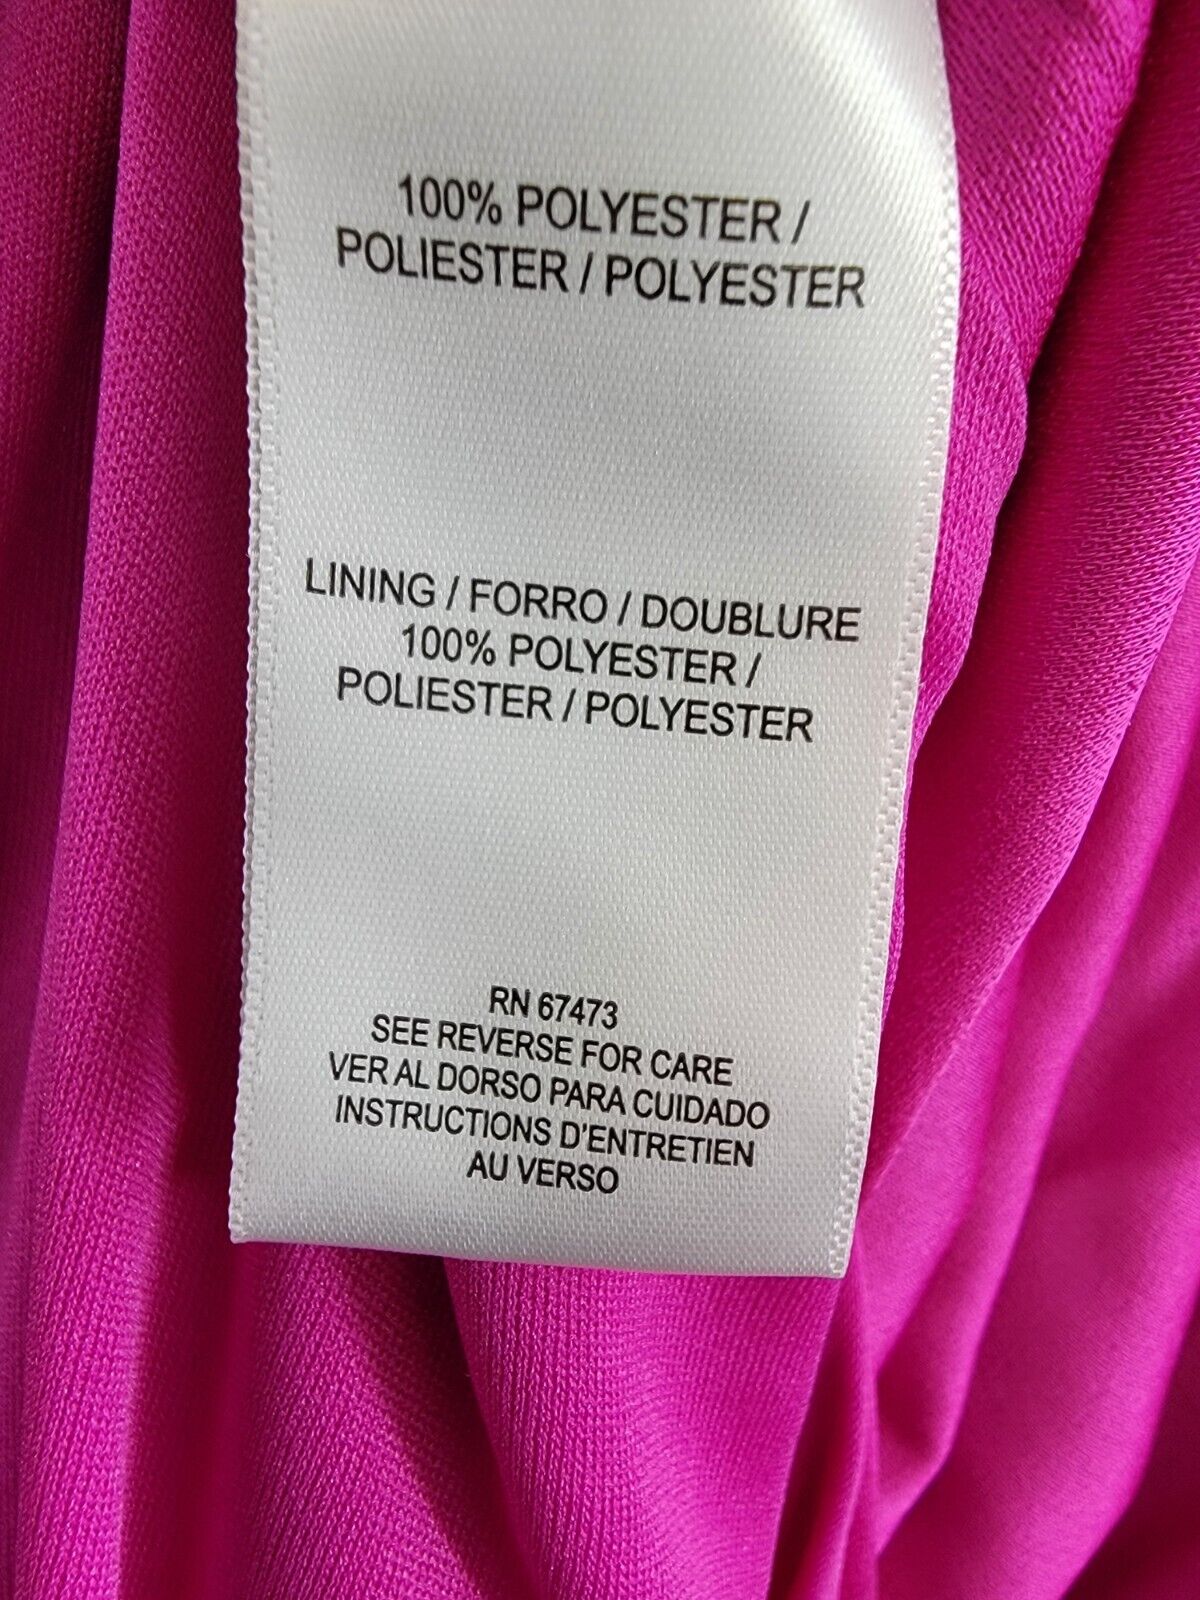 100% POLYESTER /
POLIESTER / POLYESTER
LINING / FORRO / DOUBLURE
100% POLYESTER /
POLIESTER / POLYESTER
RN 67473
SEE REVERSE FOR CARE
VER AL DORSO PARA CUIDADO
INSTRUCTIONS D'ENTRETIEN
AU VERSO